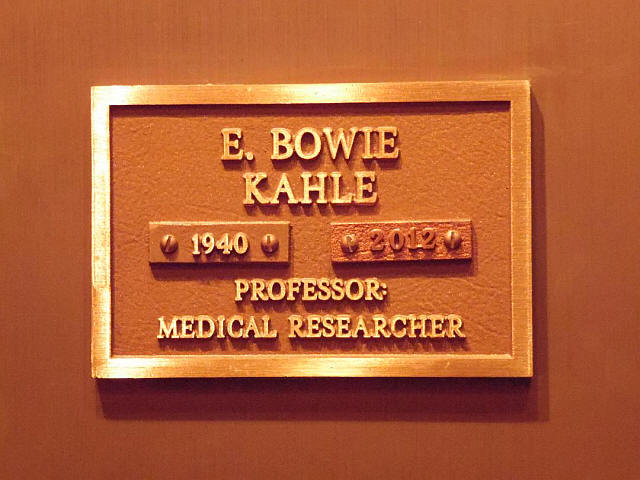 E. BOWIE
KAHLE
1940 2012
PROFESSOR:
MEDICAL RESEARCHER